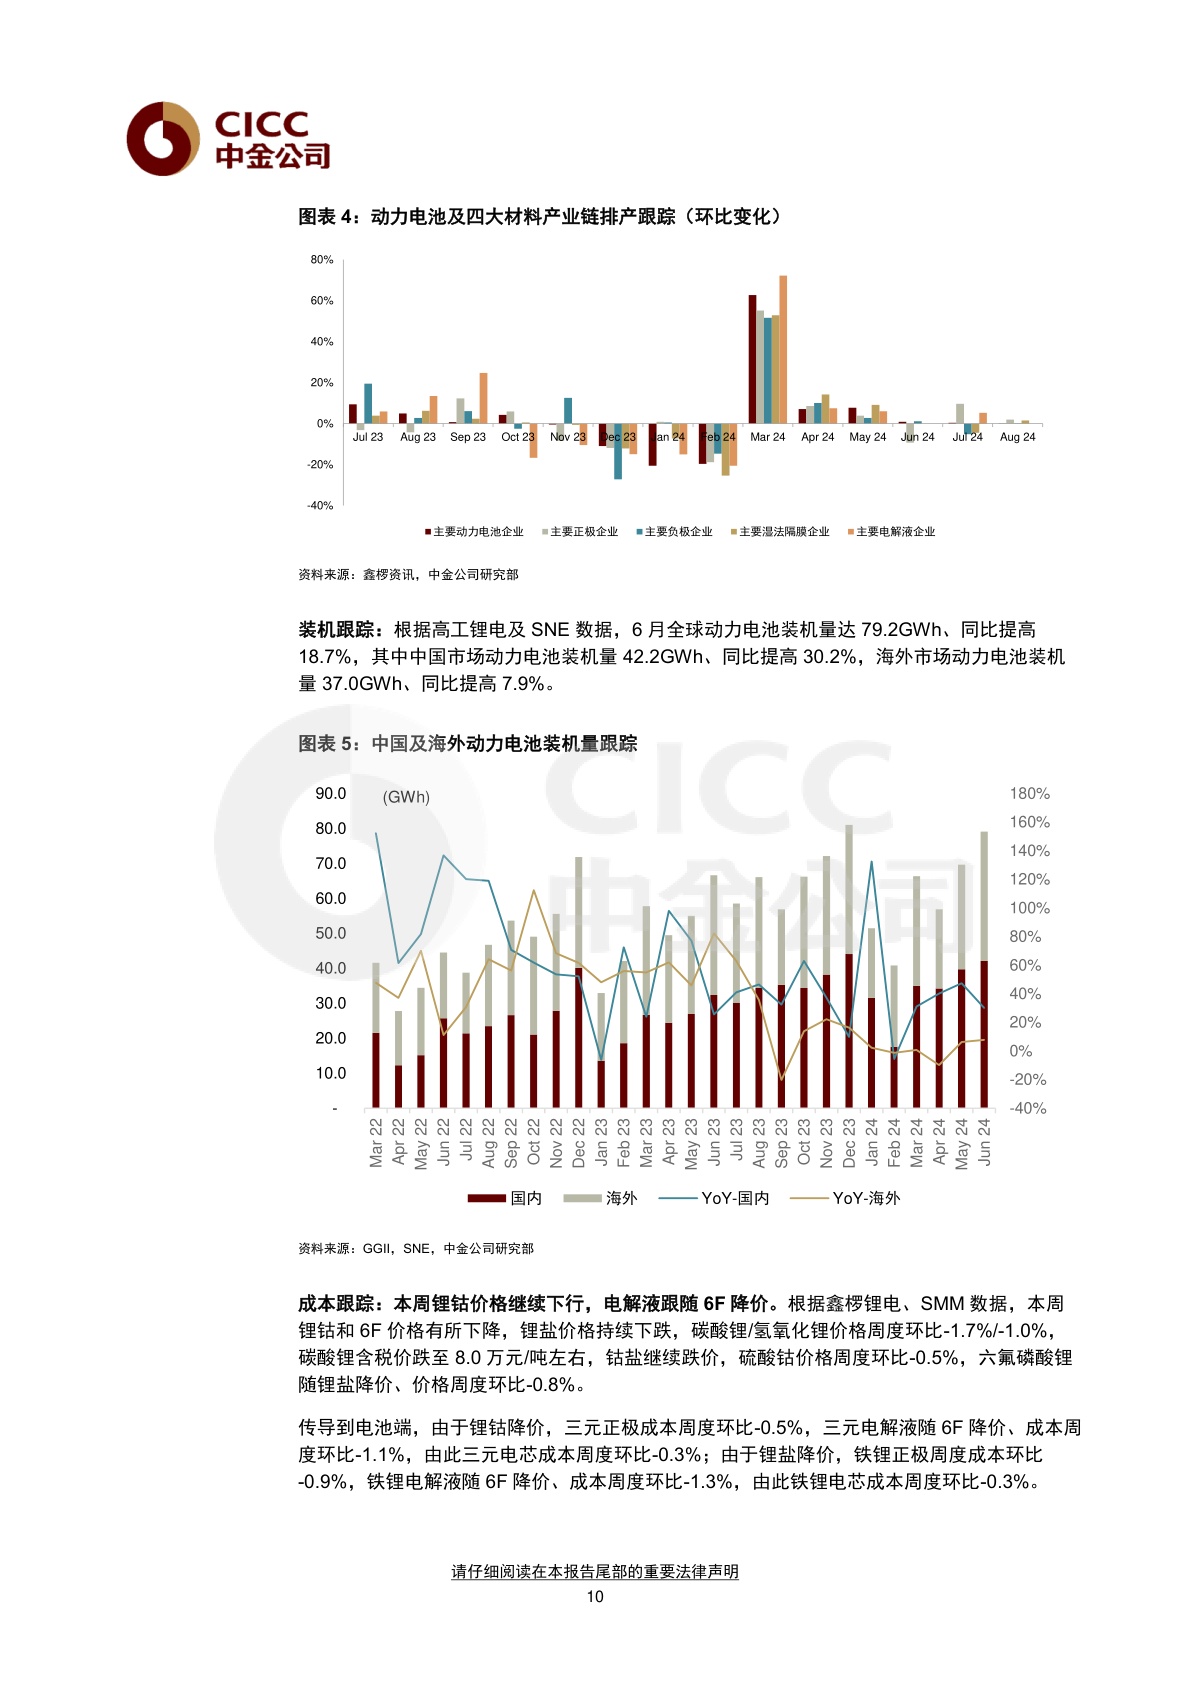 CICC
中金公司
图表 4：动力电池及四大材料产业链排产跟踪（环比变化）
80%
60%
40%
20%
0%
-20%
-40%
Jul 23 Aug 23 Sep 23 Oct 23 Nov 23 Dec 23 Jan 24 Feb 24 Mar 24 Apr 24 May 24 Jun 24 Jul 24 Aug 24
主要动力电池企业 主要正极企业 主要负极企业 主要湿法隔膜企业 主要电解液企业
资料来源：鑫椤资讯，中金公司研究部
装机跟踪：根据高工锂电及 SNE 数据，6 月全球动力电池装机量达 79.2GWh、同比提高
18.7%，其中中国市场动力电池装机量 42.2GWh、同比提高 30.2%，海外市场动力电池装机
量 37.0GWh、同比提高 7.9%。
图表 5：中国及海外动力电池装机量跟踪
CICC
中金公司
(GWh)
90.0
80.0
70.0
60.0
50.0
40.0
30.0
20.0
10.0
-
180%
160%
140%
120%
100%
80%
60%
40%
20%
0%
-20%
-40%
Mar 22 Apr 22 May 22 Jun 22 Jul 22 Aug 22 Sep 22 Oct 22 Nov 22 Dec 22 Jan 23 Feb 23 Mar 23 Apr 23 May 23 Jun 23 Jul 23 Aug 23 Sep 23 Oct 23 Nov 23 Dec 23 Jan 24 Feb 24 Mar 24 Apr 24 May 24 Jun 24
国内 海外 YoY-国内 YoY-海外
资料来源：GGII，SNE，中金公司研究部
成本跟踪：本周锂钴价格继续下行，电解液跟随 6F 降价。根据鑫椤锂电、SMM 数据，本周
锂钴和 6F 价格有所下降，锂盐价格持续下跌，碳酸锂/氢氧化锂价格周度环比-1.7%/-1.0%，
碳酸锂含税价跌至 8.0 万元/吨左右，钴盐继续跌价，硫酸钴价格周度环比-0.5%，六氟磷酸锂
随锂盐降价、价格周度环比-0.8%。
传导到电池端，由于锂钴降价，三元正极成本周度环比-0.5%，三元电解液随 6F 降价、成本周
度环比-1.1%，由此三元电芯成本周度环比-0.3%；由于锂盐降价，铁锂正极周度成本环比
-0.9%，铁锂电解液随 6F 降价、成本周度环比-1.3%，由此铁锂电芯成本周度环比-0.3%。
请仔细阅读在本报告尾部的重要法律声明
10